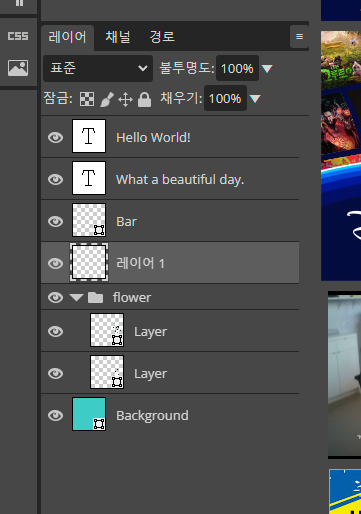 CSS
레이어 채널 경로
표준 불투명도: 100%
잠금: 채우기: 100%
T Hello World!
T What a beautiful day.
Bar
레이어 1
flower
Layer
Layer
Background